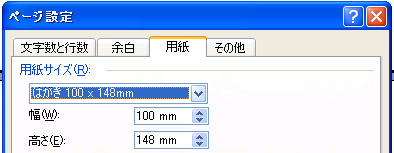 ページ設定
文字数と行数 余白 用紙 その他
用紙サイズ(R):
はがき 100 x 148mm
幅(W): 100 mm
高さ(E): 148 mm